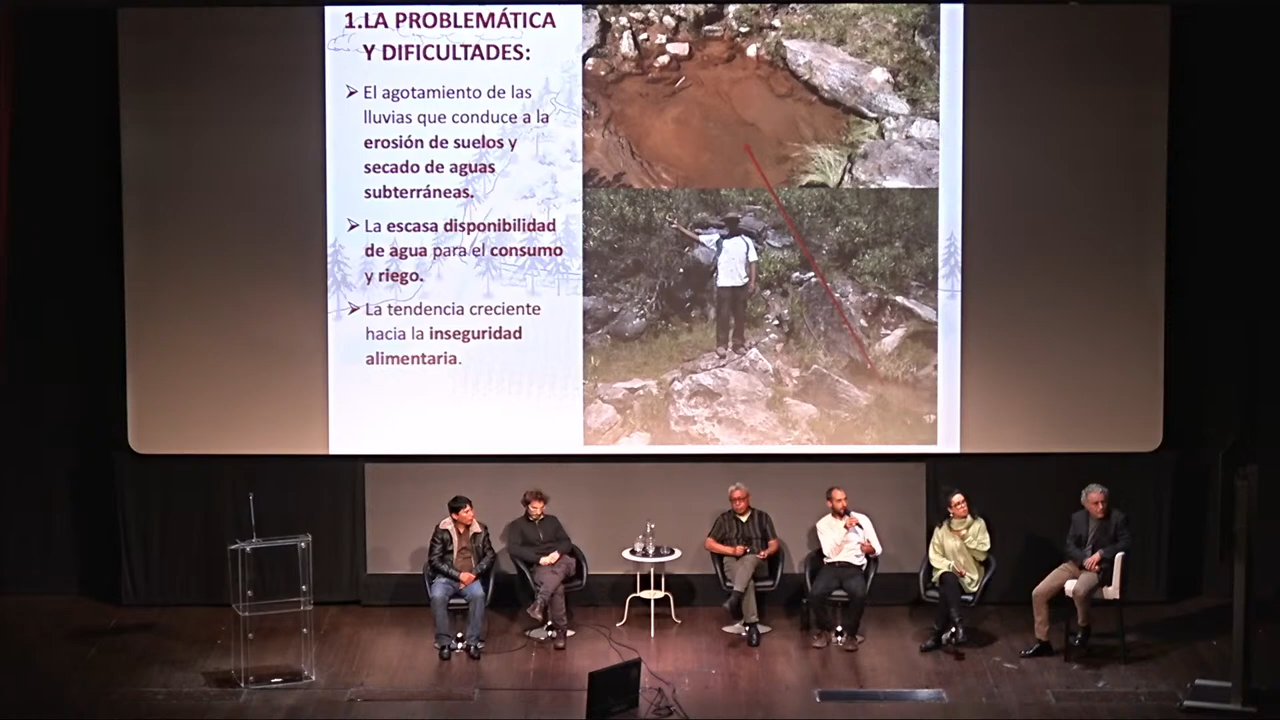 1.LA PROBLEMÁTICA
Y DIFICULTADES:
➢ El agotamiento de las
lluvias que conduce a la
erosión de suelos y
secado de aguas
subterráneas.
➢ La escasa disponibilidad
de agua para el consumo
y riego.
➢ La tendencia creciente
hacia la inseguridad
alimentaria.